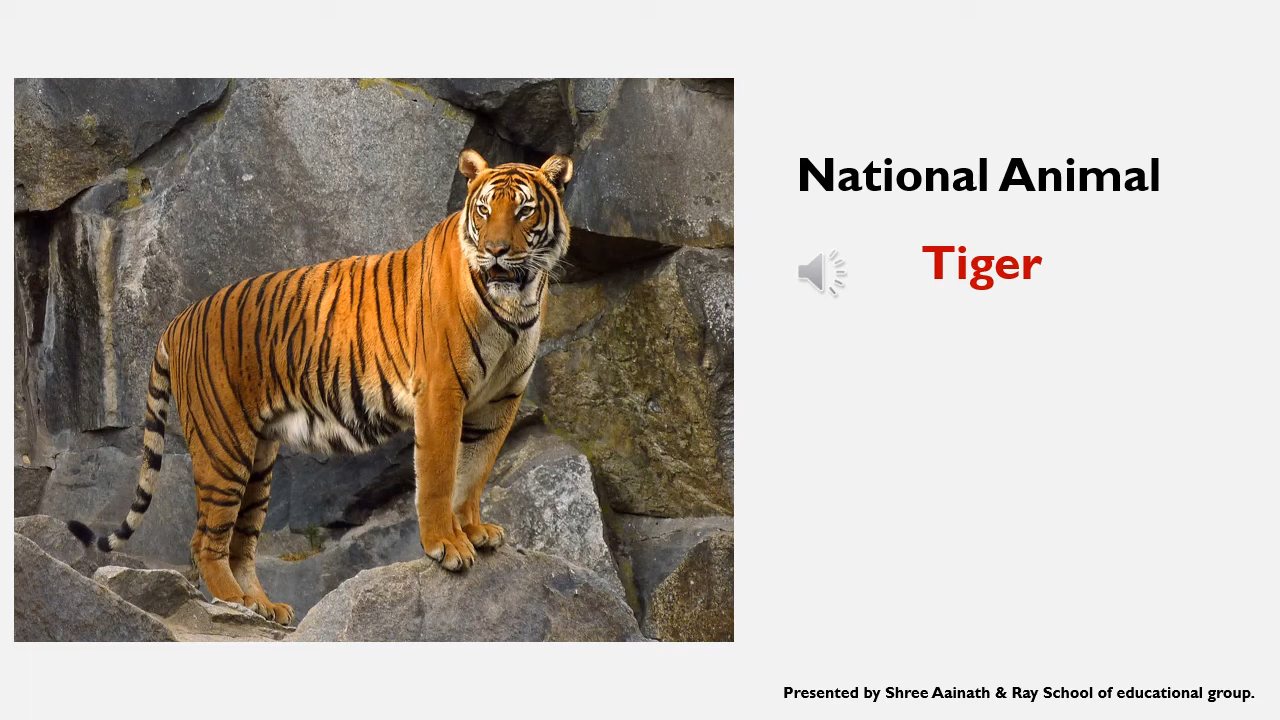 National Animal
Tiger
Presented by Shree Aainath & Ray School of educational group.